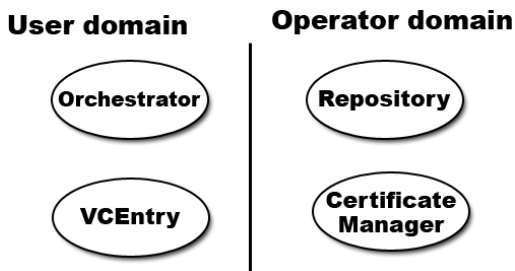 User domain
Operator domain
Orchestrator
Repository
VCEntry
Certificate
Manager